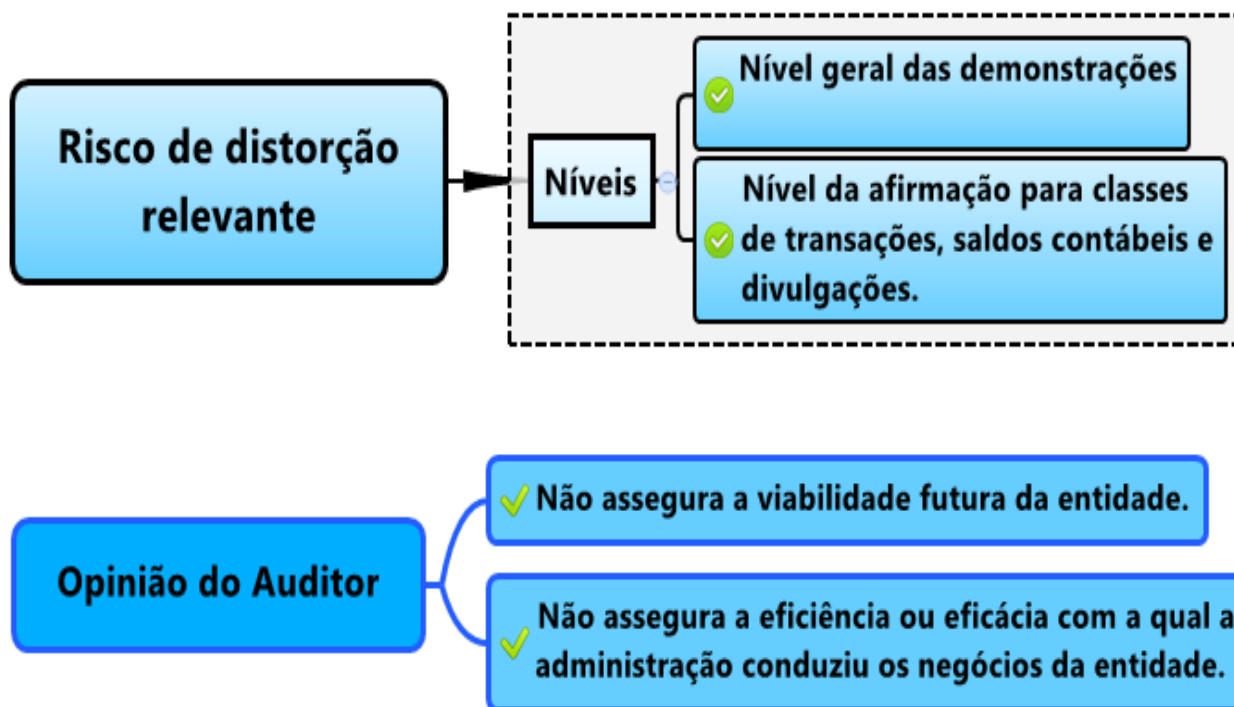 Risco de distorção
relevante
Níveis
Nível geral das demonstrações
Nível da afirmação para classes
de transações, saldos contábeis e
divulgações.
Opinião do Auditor
Não assegura a viabilidade futura da entidade.
Não assegura a eficiência ou eficácia com a qual a
administração conduziu os negócios da entidade.